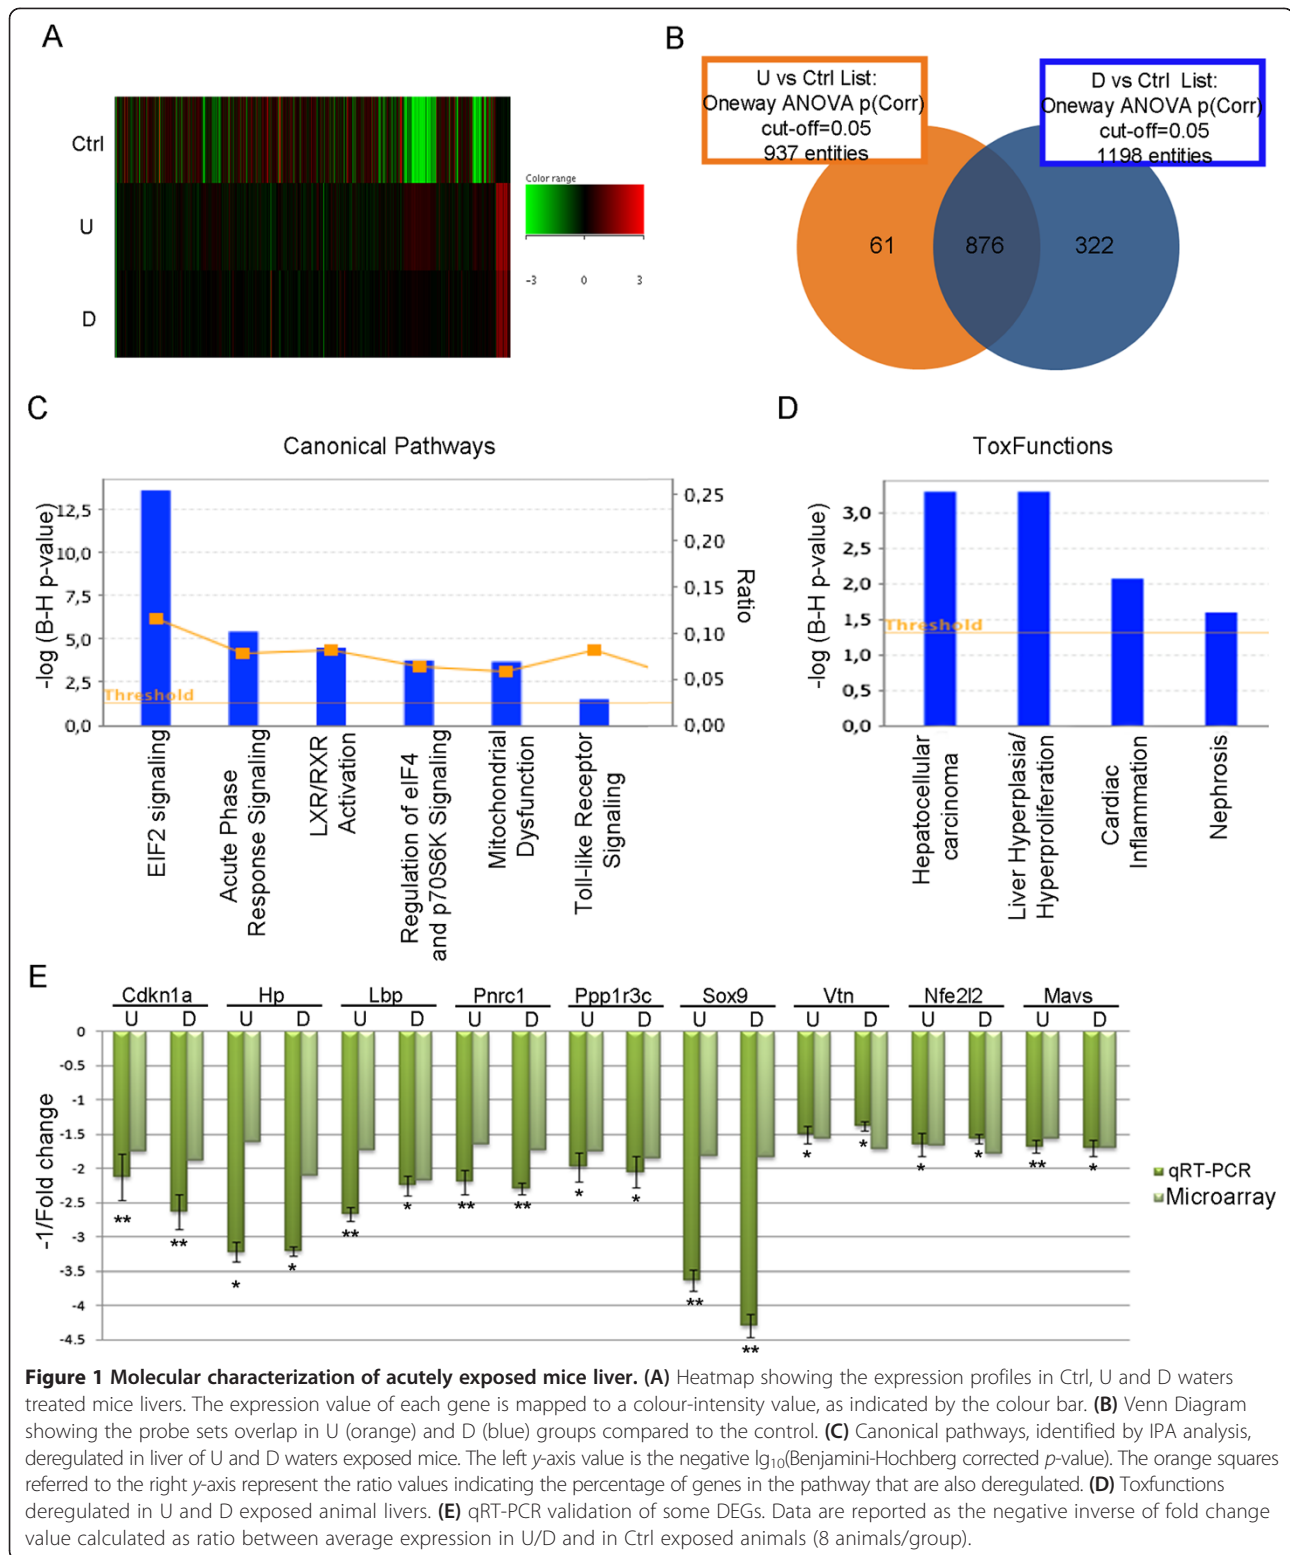 A
Ctrl
U
D
Color range
-3 0 3
B
U vs Ctrl List:
Oneway ANOVA p(Corr)
cut-off=0.05
937 entities
D vs Ctrl List:
Oneway ANOVA p(Corr)
cut-off=0.05
1198 entities
61
876
322
C
Canonical Pathways
-log (B-H p-value)
12,5
10,0
7,5
5,0
2,5
0,0
Threshold
0,25
0,20
0,15
0,10
0,05
0,00
Ratio
EIF2 signaling
Acute Phase
Response Signaling
LXR/RXR
Activation
Regulation of eIF4
and p70S6K Signaling
Mitochondrial
Dysfunction
Toll-like Receptor
Signaling
D
ToxFunctions
-log (B-H p-value)
3,0
2,5
2,0
1,5
1,0
0,5
0,0
Threshold
Hepatocellular
carcinoma
Liver Hyperplasia/
Hyperproliferation
Cardiac
Inflammation
Nephrosis
E
Cdkn1a Hp Lbp Pnrc1 Ppp1r3c Sox9 Vtn Nfe2l2 Mavs
U D U D U D U D U D U D U D U D U D
-1/Fold change
0
-0.5
-1
-1.5
-2
-2.5
-3
-3.5
-4
-4.5
** ** * * ** * ** ** * * ** ** * * * * ** *
qRT-PCR
Microarray
Figure 1 Molecular characterization of acutely exposed mice liver. (A) Heatmap showing the expression profiles in Ctrl, U and D waters
treated mice livers. The expression value of each gene is mapped to a colour-intensity value, as indicated by the colour bar. (B) Venn Diagram
showing the probe sets overlap in U (orange) and D (blue) groups compared to the control. (C) Canonical pathways, identified by IPA analysis,
deregulated in liver of U and D waters exposed mice. The left y-axis value is the negative lg10(Benjamini-Hochberg corrected p-value). The orange squares
referred to the right y-axis represent the ratio values indicating the percentage of genes in the pathway that are also deregulated. (D) Toxfunctions
deregulated in U and D exposed animal livers. (E) qRT-PCR validation of some DEGs. Data are reported as the negative inverse of fold change
value calculated as ratio between average expression in U/D and in Ctrl exposed animals (8 animals/group).